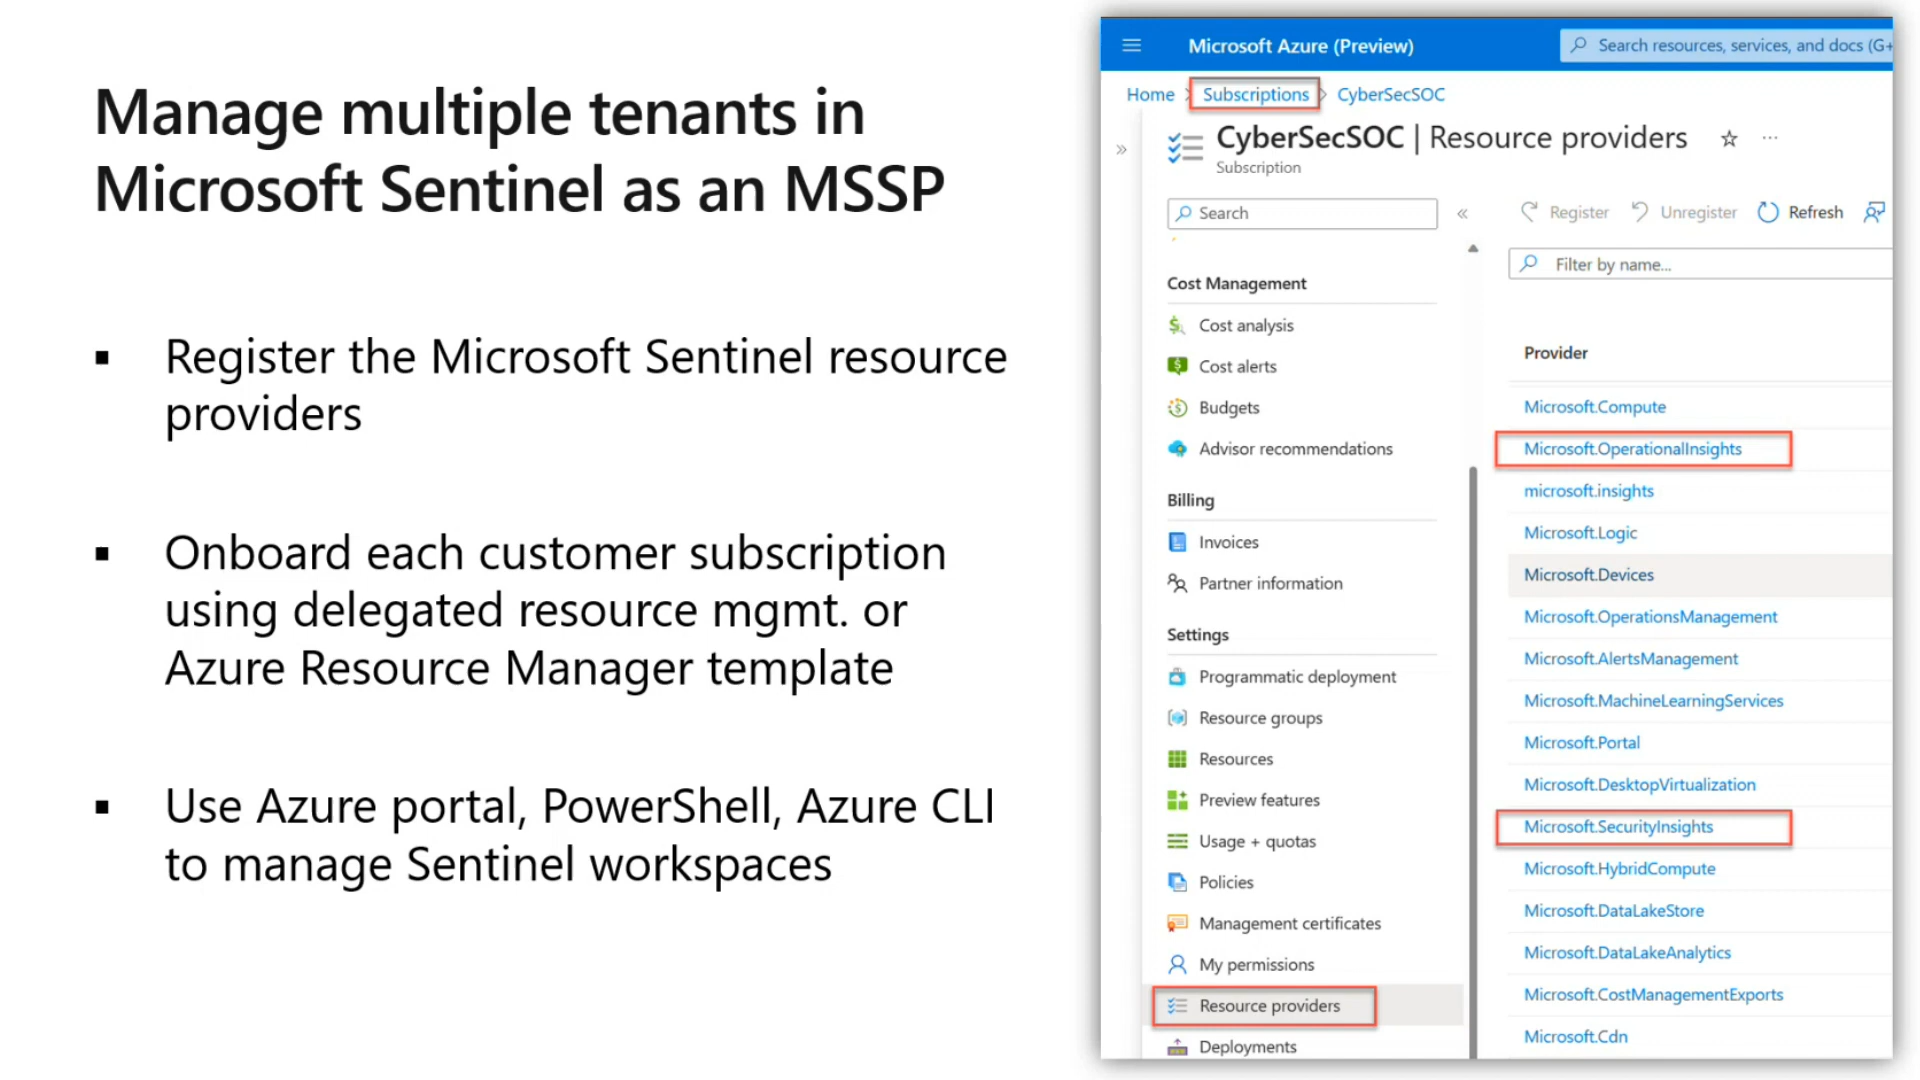 Manage multiple tenants in
Microsoft Sentinel as an MSSP
▪ Register the Microsoft Sentinel resource
providers
▪ Onboard each customer subscription
using delegated resource mgmt. or
Azure Resource Manager template
▪ Use Azure portal, PowerShell, Azure CLI
to manage Sentinel workspaces
Microsoft Azure (Preview)
Search resources, services, and docs (G+
Home > Subscriptions > CyberSecSOC
CyberSecSOC | Resource providers
Subscription
Search
Cost Management
Cost analysis
Cost alerts
Budgets
Advisor recommendations
Billing
Invoices
Partner information
Settings
Programmatic deployment
Resource groups
Resources
Preview features
Usage + quotas
Policies
Management certificates
My permissions
Resource providers
Deployments
Register Unregister Refresh
Filter by name...
Provider
Microsoft.Compute
Microsoft.OperationalInsights
microsoft.insights
Microsoft.Logic
Microsoft.Devices
Microsoft.OperationsManagement
Microsoft.AlertsManagement
Microsoft.MachineLearningServices
Microsoft.Portal
Microsoft.DesktopVirtualization
Microsoft.SecurityInsights
Microsoft.HybridCompute
Microsoft.DataLakeStore
Microsoft.DataLakeAnalytics
Microsoft.CostManagementExports
Microsoft.Cdn